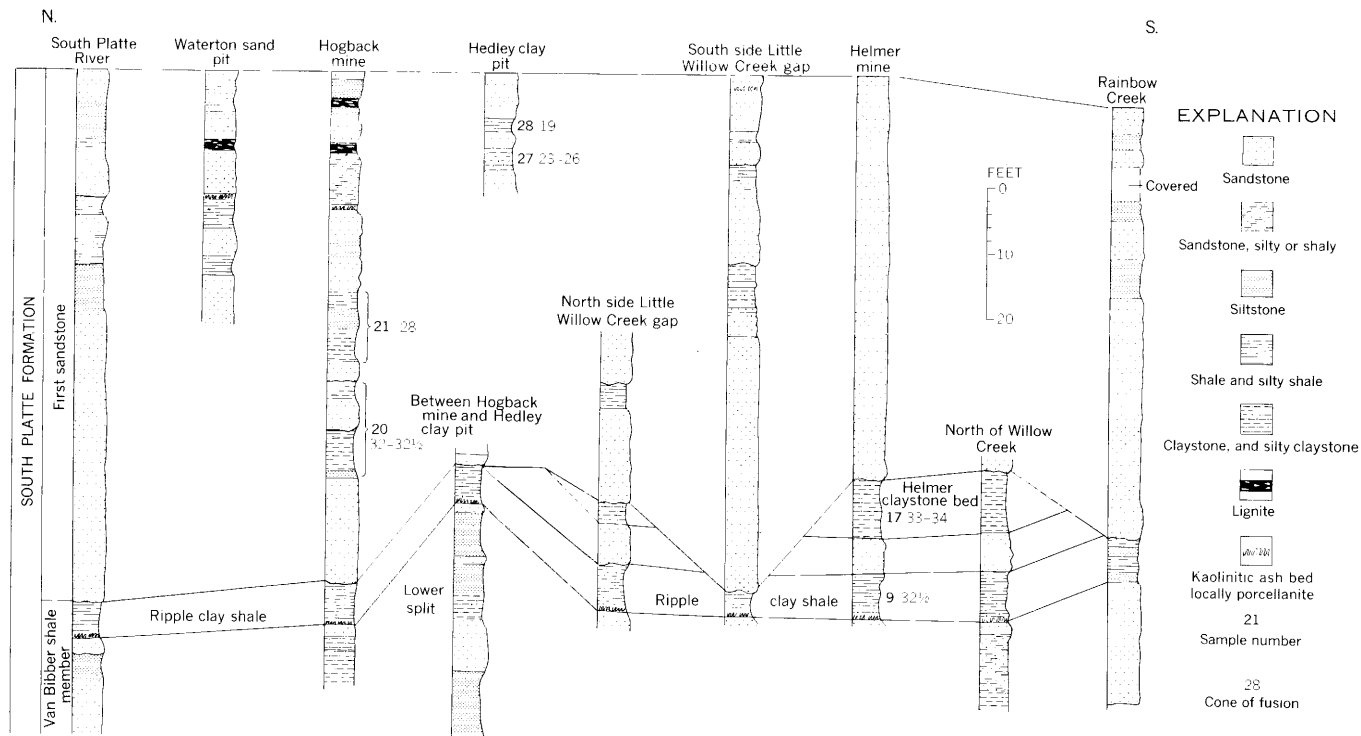 N.
S.
South Platte
River
Waterton sand
pit
Hogback
mine
Hedley clay
pit
South side Little
Willow Creek gap
Helmer
mine
Rainbow
Creek
EXPLANATION
Sandstone
Sandstone, silty or shaly
Siltstone
Shale and silty shale
Claystone, and silty claystone
Lignite
Kaolinitic ash bed
locally porcellanite
21
Sample number
28
Cone of fusion
28 19
27 23-26
FEET
0
10
20
Covered
SOUTH PLATTE FORMATION
First sandstone
Van Bibber shale
member
21 28
20
32-32½
North side Little
Willow Creek gap
Between Hogback
mine and Hedley
clay pit
North of Willow
Creek
Helmer
claystone bed
17 33-34
Ripple clay shale
Lower
split
Ripple
clay shale
9 32½